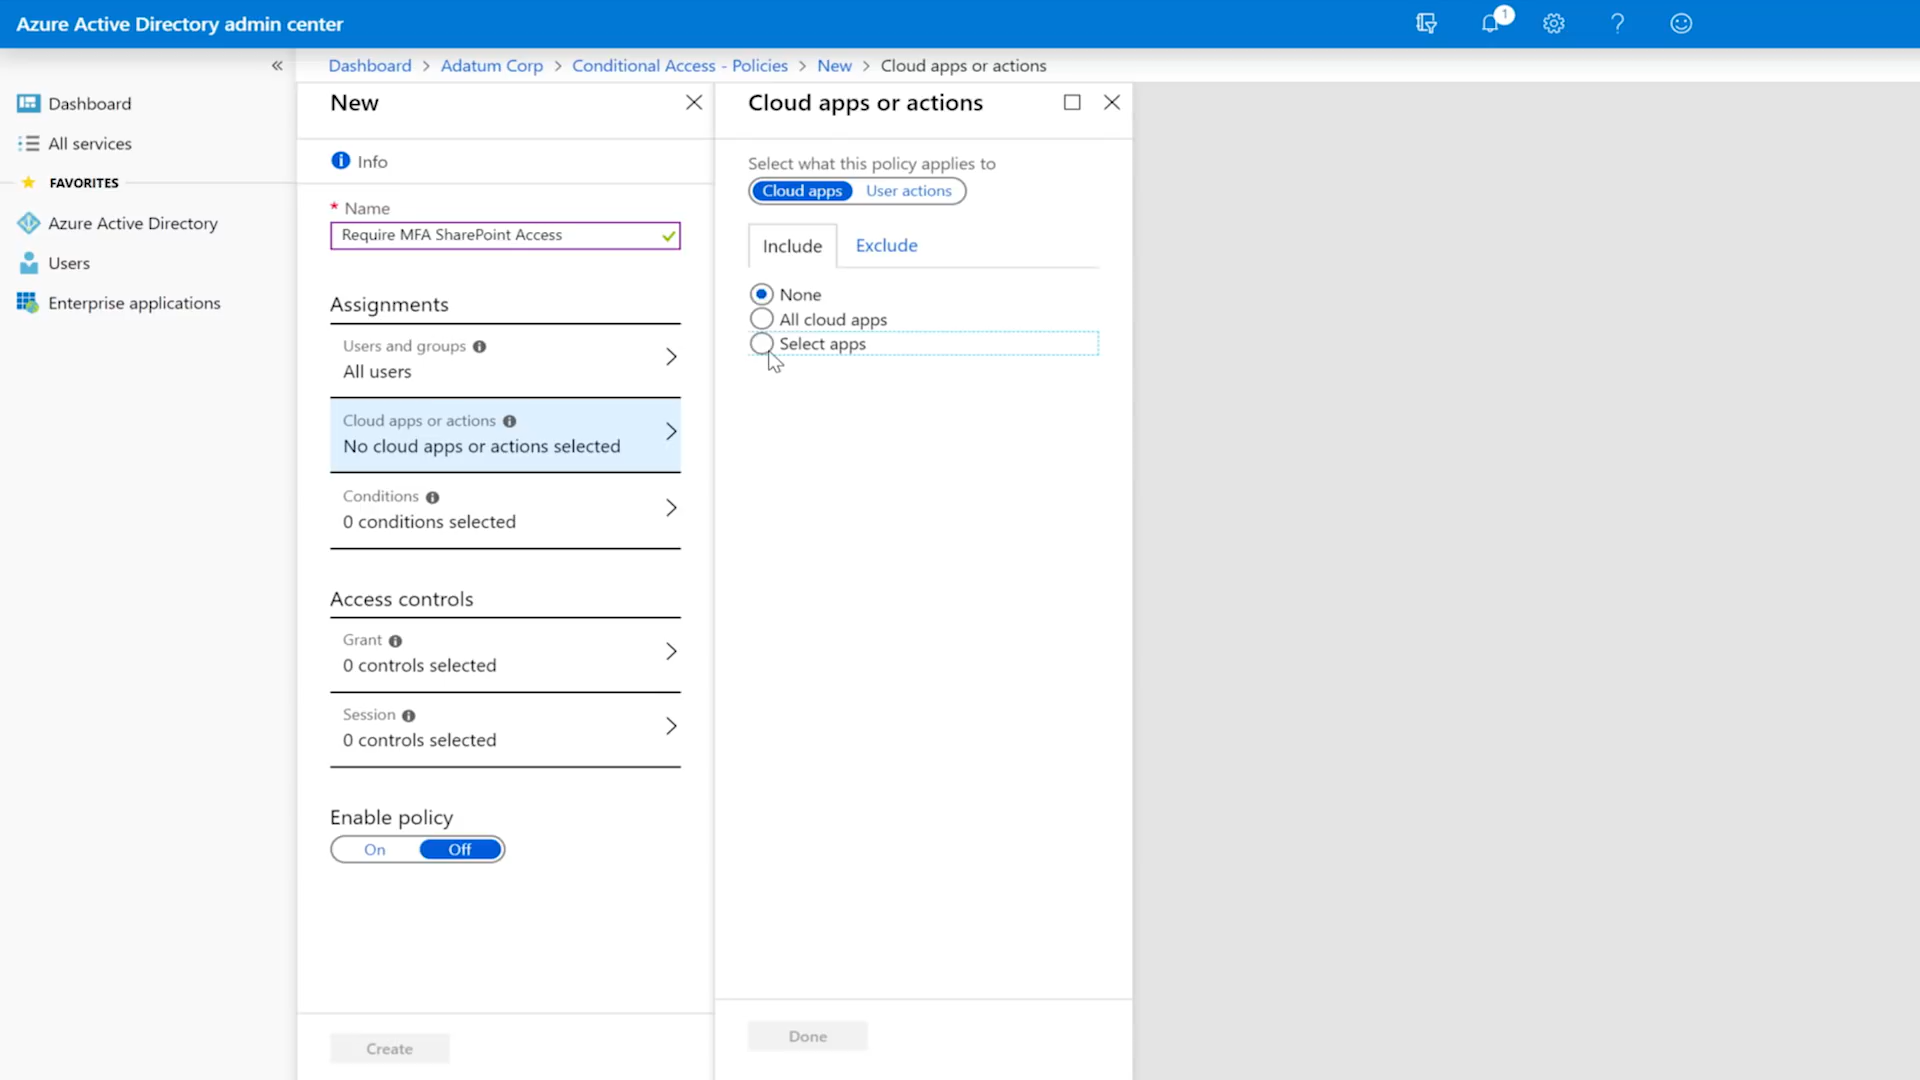 Azure Active Directory admin center
1
Dashboard > Adatum Corp > Conditional Access - Policies > New > Cloud apps or actions
Dashboard
All services
FAVORITES
Azure Active Directory
Users
Enterprise applications
New
Info
* Name
Require MFA SharePoint Access
Assignments
Users and groups
All users
Cloud apps or actions
No cloud apps or actions selected
Conditions
0 conditions selected
Access controls
Grant
0 controls selected
Session
0 controls selected
Enable policy
On Off
Create
Cloud apps or actions
Select what this policy applies to
Cloud apps User actions
Include Exclude
None
All cloud apps
Select apps
Done